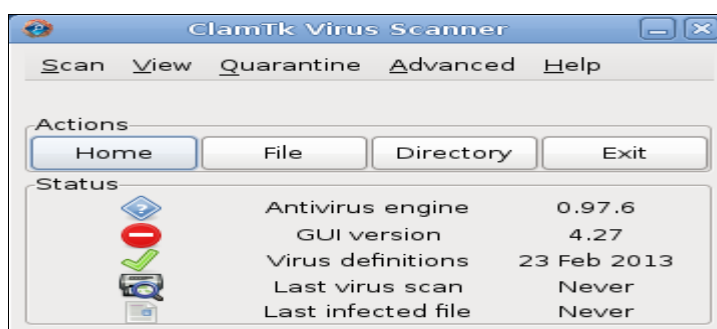 ClamTk Virus Scanner
Scan View Quarantine Advanced Help
Actions
Home File Directory Exit
Status
Antivirus engine 0.97.6
GUI version 4.27
Virus definitions 23 Feb 2013
Last virus scan Never
Last infected file Never